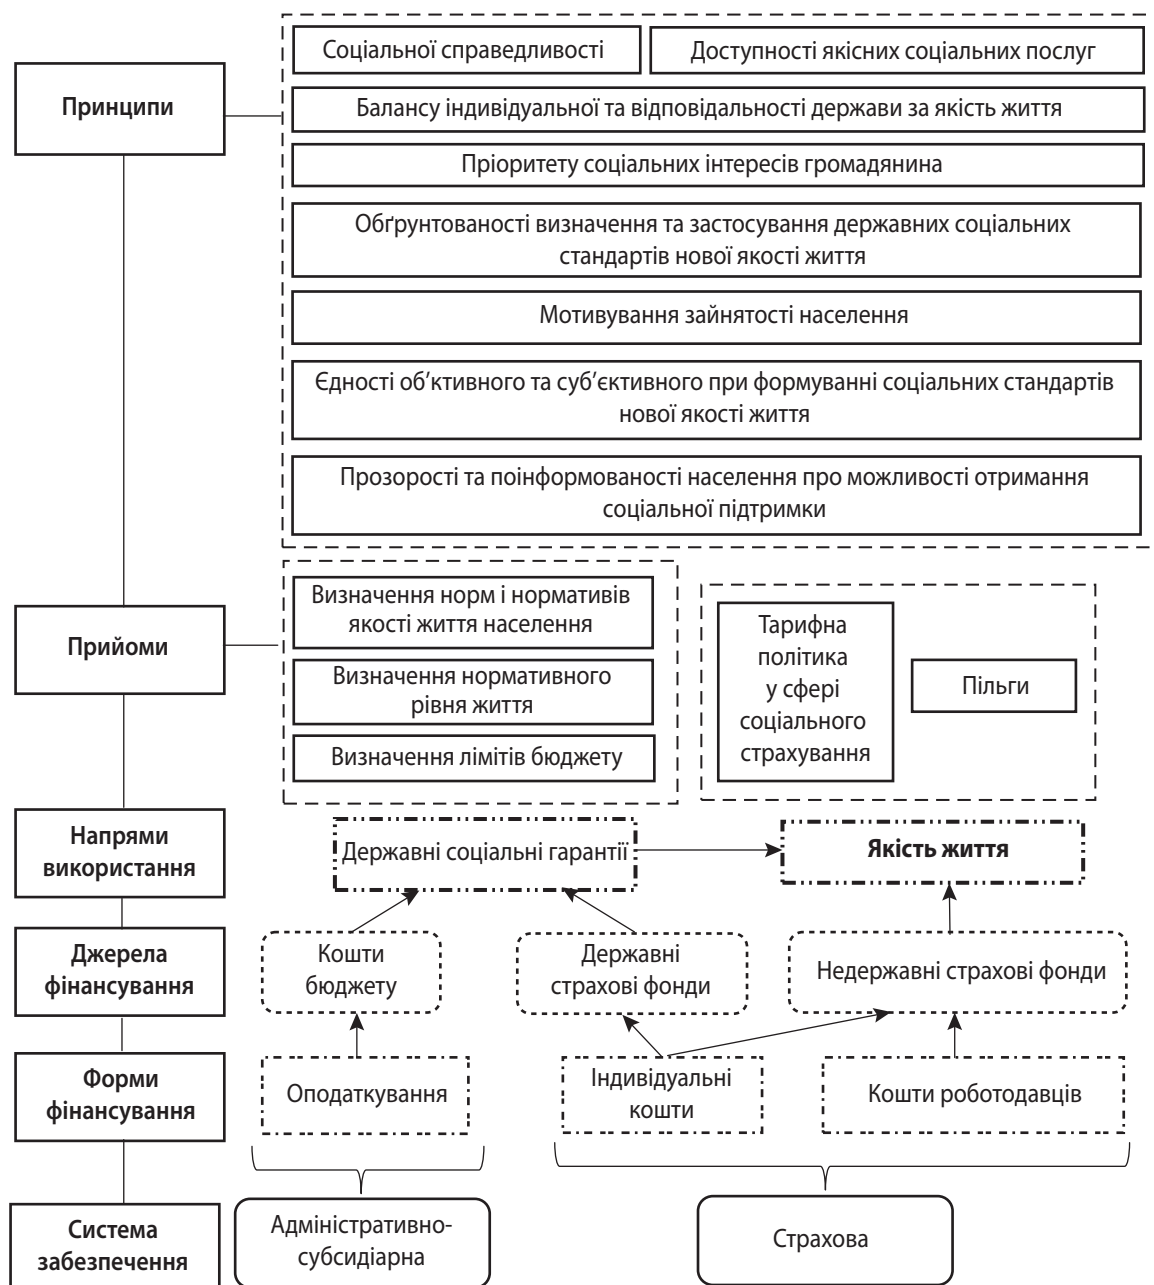 Принципи
Соціальної справедливості
Доступності якісних соціальних послуг
Балансу індивідуальної та відповідальності держави за якість життя
Пріоритету соціальних інтересів громадянина
Обґрунтованості визначення та застосування державних соціальних
стандартів нової якості життя
Мотивування зайнятості населення
Єдності об’ктивного та суб’єктивного при формуванні соціальних стандартів
нової якості життя
Прозорості та поінформованості населення про можливості отримання
соціальної підтримки
Прийоми
Визначення норм і нормативів
якості життя населення
Визначення нормативного
рівня життя
Визначення лімітів бюджету
Тарифна
політика
у сфері
соціального
страхування
Пільги
Напрями
використання
Державні соціальні гарантії
Якість життя
Джерела
фінансування
Кошти
бюджету
Державні
страхові фонди
Недержавні страхові фонди
Форми
фінансування
Оподаткування
Індивідуальні
кошти
Кошти роботодавців
Система
забезпечення
Адміністративно-
субсидіарна
Страхова